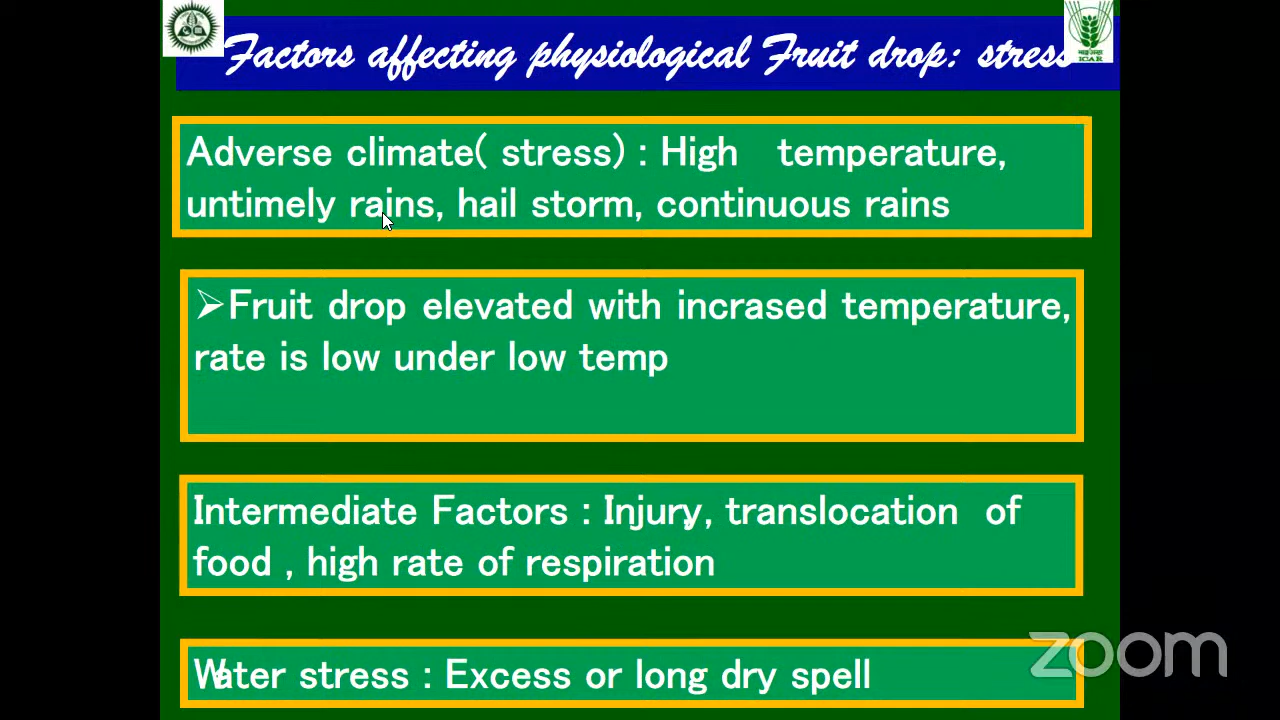 Factors affecting physiological Fruit drop: stress
ICAR
Adverse climate( stress) : High temperature,
untimely rains, hail storm, continuous rains
➢Fruit drop elevated with incrased temperature,
rate is low under low temp
Intermediate Factors : Injury, translocation of
food , high rate of respiration
Water stress : Excess or long dry spell
zoom